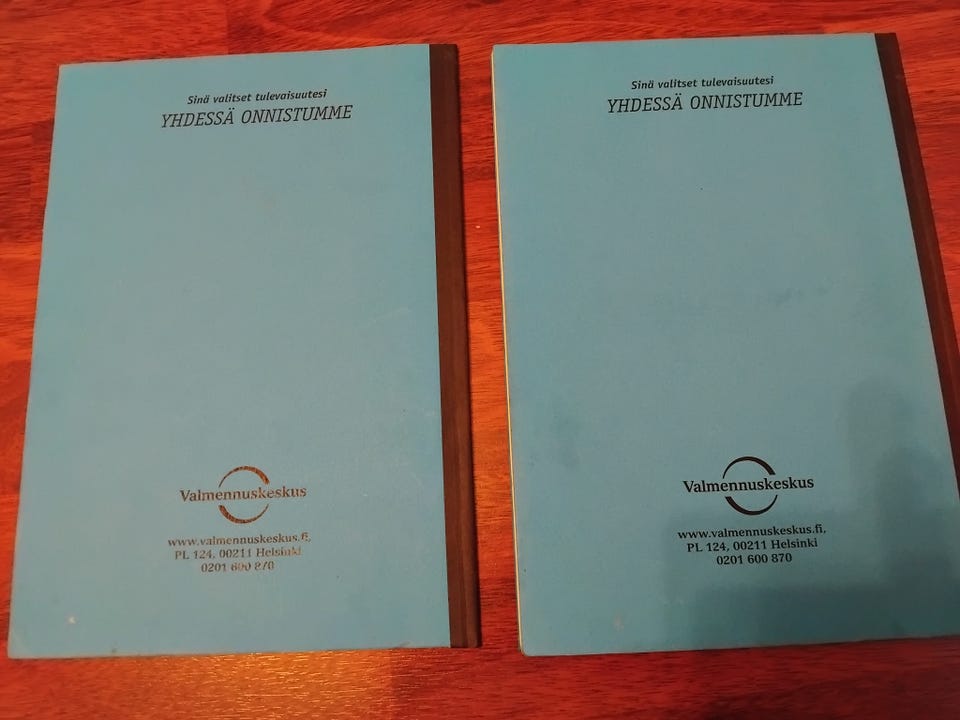 Sinä valitset tulevaisuutesi
YHDESSÄ ONNISTUMME
Valmennuskeskus
www.valmennuskeskus.fi,
PL 124, 00211 Helsinki
0201 600 870
Sinä valitset tulevaisuutesi
YHDESSÄ ONNISTUMME
Valmennuskeskus
www.valmennuskeskus.fi,
PL 124, 00211 Helsinki
0201 600 870